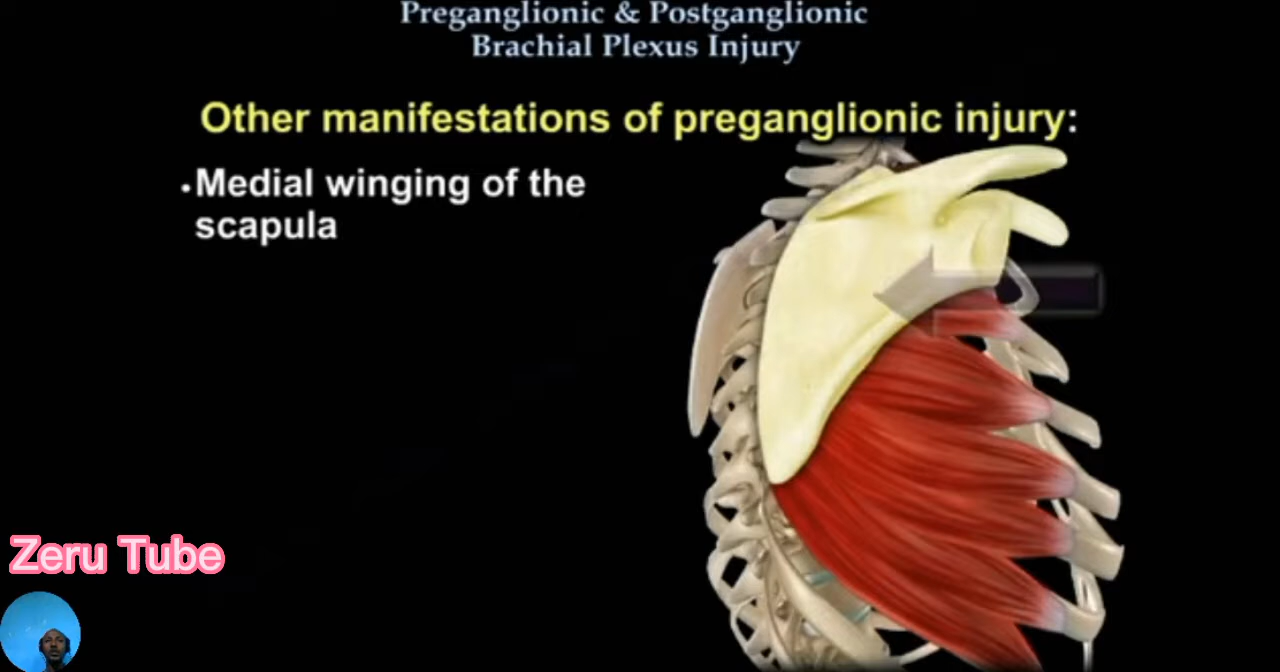 Preganglionic & Postganglionic
Brachial Plexus Injury
Other manifestations of preganglionic injury:
•Medial winging of the
scapula
Zeru Tube